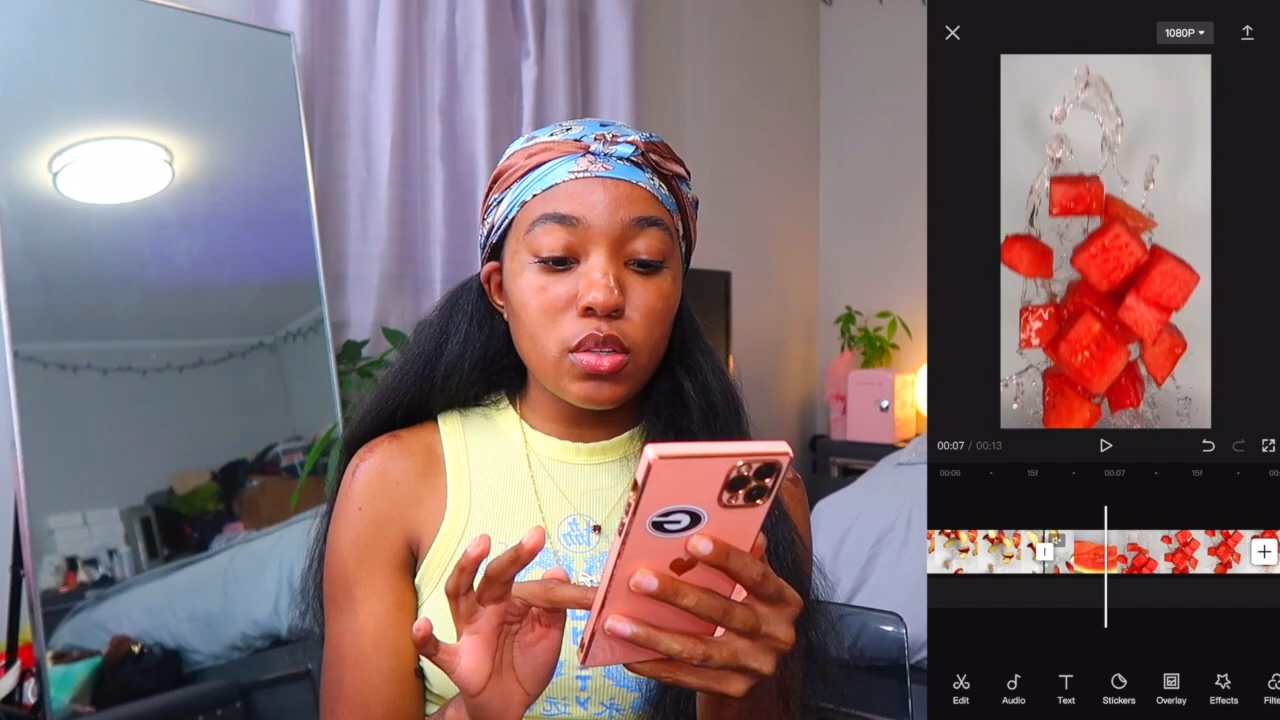 1080P
00:07 / 00:13
00:06
15f
00:07
15f
Edit
Audio
Text
Stickers
Overlay
Effects
G